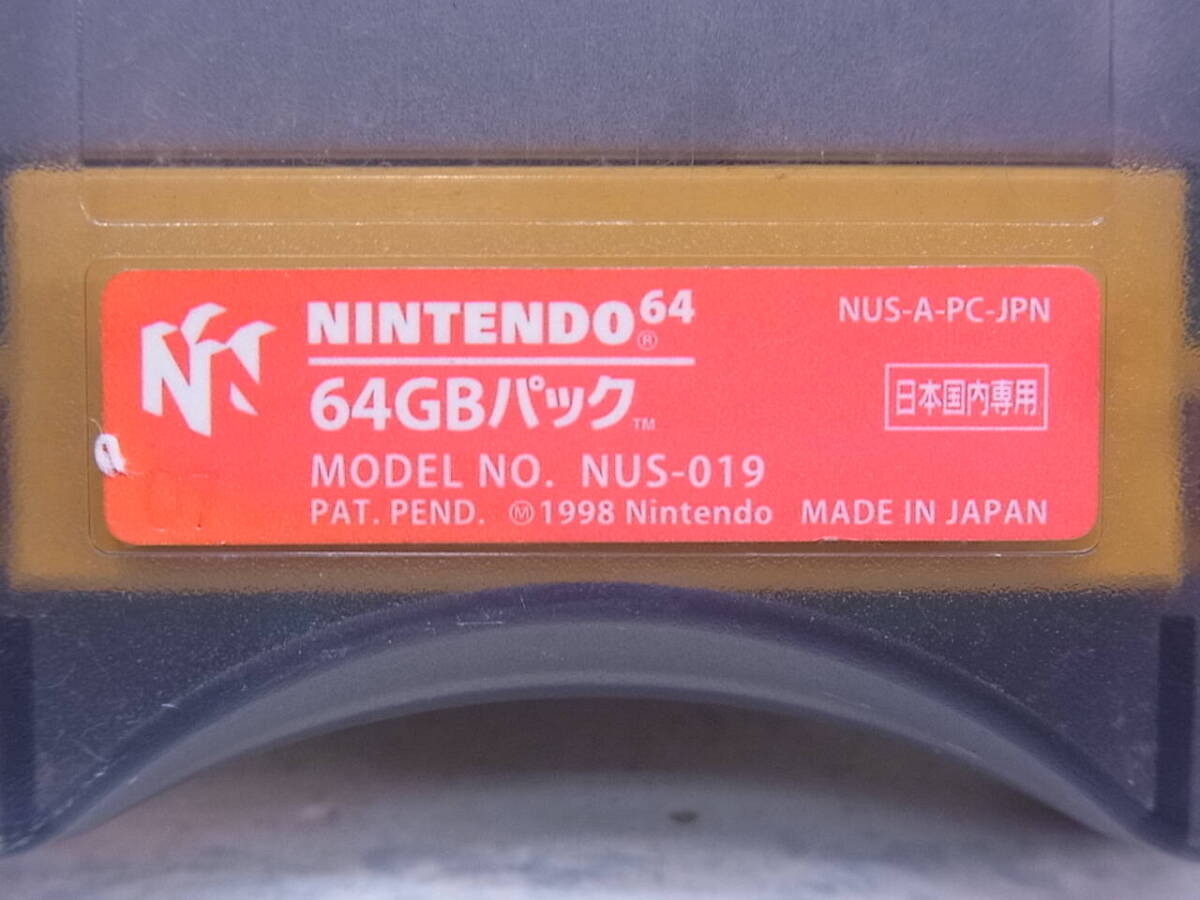 NINTENDO64®
NUS-A-PC-JPN
64GBパック™
日本国内専用
MODEL NO. NUS-019
PAT. PEND. Ⓜ1998 Nintendo MADE IN JAPAN